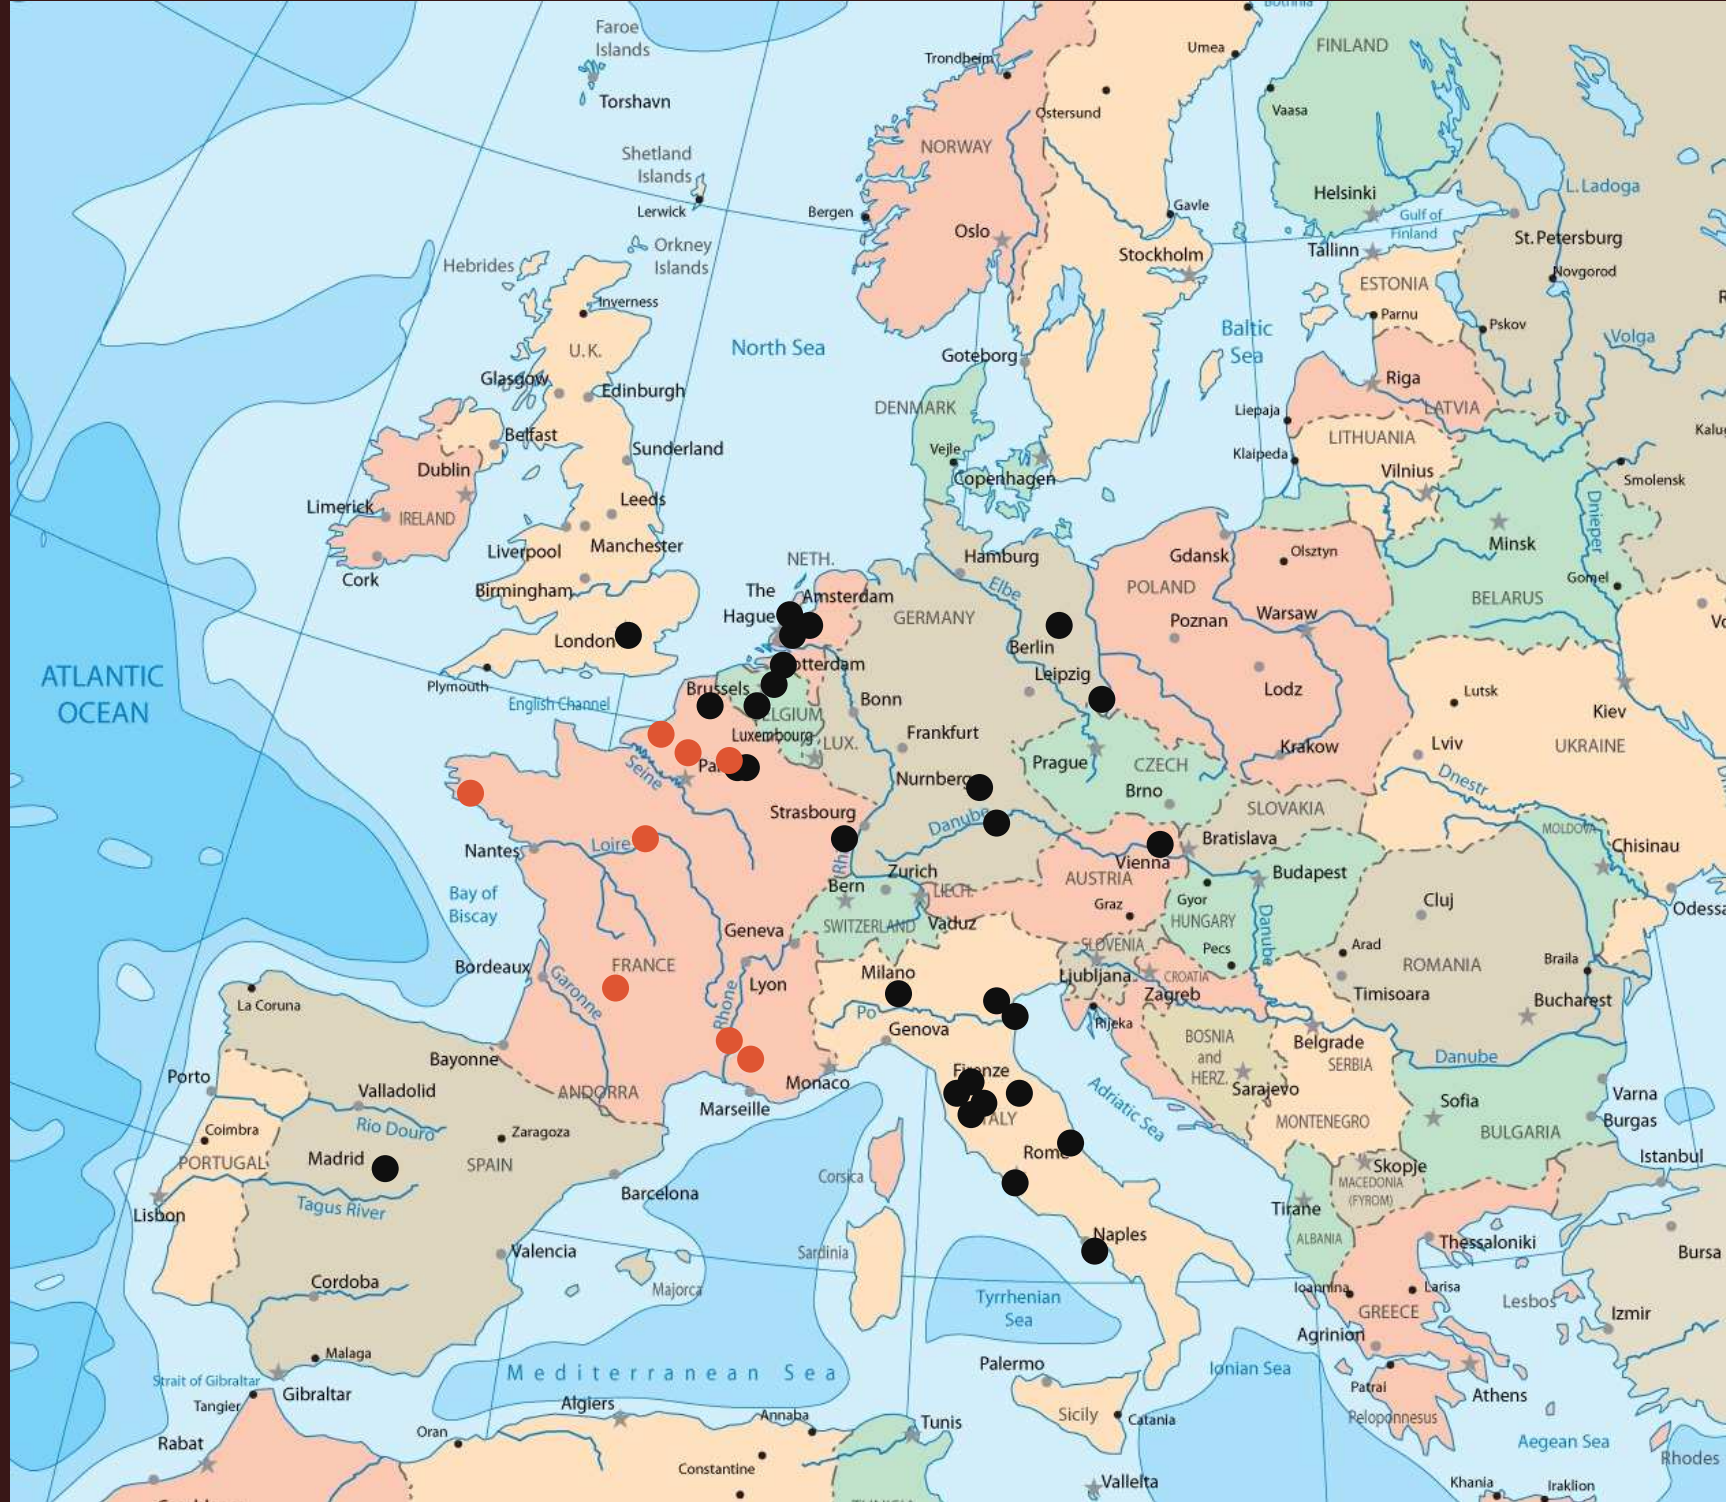 Faroe
Islands
Torshavn
Shetland
Islands
Lerwick
Orkney
Islands
Hebrides
Inverness
U.K.
Glasgow
Edinburgh
Belfast
Sunderland
Dublin
Limerick
IRELAND
Cork
Leeds
Liverpool
Manchester
Birmingham
London
Plymouth
English Channel
ATLANTIC
OCEAN
North Sea
Trondheim
Umea
Ostersund
NORWAY
Bergen
Oslo
Gavle
Stockholm
Goteborg
Bothnia
FINLAND
Vaasa
Helsinki
Gulf of
Finland
L. Ladoga
St. Petersburg
Novgorod
Tallinn
ESTONIA
Parnu
Pskov
Volga
Baltic
Sea
Riga
LATVIA
Liepaja
LITHUANIA
Klaipeda
Vilnius
Smolensk
Dnieper
Minsk
Gomel
BELARUS
DENMARK
Vejle
Copenhagen
NETH.
The
Hague
Amsterdam
Hamburg
Elbe
GERMANY
Berlin
Leipzig
Brussels
Bonn
Luxembourg
LUX.
Frankfurt
Nurnberg
Danube
Strasbourg
Gdansk
Olsztyn
POLAND
Poznan
Warsaw
Lodz
Krakow
Lutsk
Kiev
Lviv
UKRAINE
Dnestr
Prague
CZECH
Brno
SLOVAKIA
Bratislava
Vienna
AUSTRIA
Graz
Gyor
HUNGARY
Budapest
Danube
Pecs
MOLDOVA
Chisinau
Odessa
Cluj
Arad
ROMANIA
Timisoara
Braila
Bucharest
Seine
Nantes
Loire
Bay of
Biscay
Bordeaux
Garonne
FRANCE
Geneva
Lyon
Rhone
Bern
Zurich
LIECH.
SWITZERLAND
Vaduz
Bayonne
ANDORRA
Marseille
Monaco
Milano
Po
Genova
SLOVENIA
Ljubljana
CROATIA
Zagreb
Rijeka
BOSNIA
and
HERZ.
Sarajevo
Belgrade
SERBIA
MONTENEGRO
Danube
Sofia
BULGARIA
Varna
Burgas
Istanbul
Skopje
MACEDONIA
(FYROM)
Tirane
ALBANIA
Thessaloniki
Bursa
Ioannina
Larisa
GREECE
Lesbos
Izmir
Agrinion
Patrai
Athens
Peloponnesus
Aegean Sea
Rhodes
Khania
Iraklion
Adriatic Sea
Rome
Naples
Corsica
Sardinia
Tyrrhenian
Sea
Palermo
Sicily
Catania
Ionian Sea
Vallelta
La Coruna
Porto
Valladolid
Rio Douro
Coimbra
PORTUGAL
Madrid
Zaragoza
SPAIN
Lisbon
Tagus River
Barcelona
Valencia
Cordoba
Majorca
Malaga
Strait of Gibraltar
Gibraltar
Tangier
Rabat
Mediterranean Sea
Oran
Algiers
Annaba
Constantine
Tunis